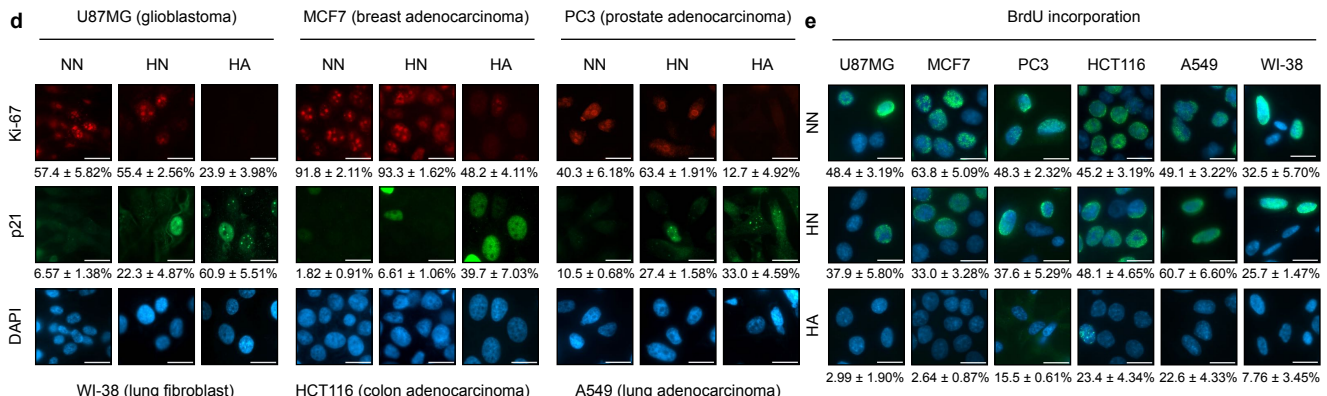 d
U87MG (glioblastoma) MCF7 (breast adenocarcinoma) PC3 (prostate adenocarcinoma)
NN HN HA NN HN HA NN HN HA
Ki-67
57.4 ± 5.82% 55.4 ± 2.56% 23.9 ± 3.98% 91.8 ± 2.11% 93.3 ± 1.62% 48.2 ± 4.11% 40.3 ± 6.18% 63.4 ± 1.91% 12.7 ± 4.92%
p21
6.57 ± 1.38% 22.3 ± 4.87% 60.9 ± 5.51% 1.82 ± 0.91% 6.61 ± 1.06% 39.7 ± 7.03% 10.5 ± 0.68% 27.4 ± 1.58% 33.0 ± 4.59%
DAPI
WI-38 (lung fibroblast) HCT116 (colon adenocarcinoma) A549 (lung adenocarcinoma)
e
BrdU incorporation
U87MG MCF7 PC3 HCT116 A549 WI-38
NN
48.4 ± 3.19% 63.8 ± 5.09% 48.3 ± 2.32% 45.2 ± 3.19% 49.1 ± 3.22% 32.5 ± 5.70%
HN
37.9 ± 5.80% 33.0 ± 3.28% 37.6 ± 5.29% 48.1 ± 4.65% 60.7 ± 6.60% 25.7 ± 1.47%
HA
2.99 ± 1.90% 2.64 ± 0.87% 15.5 ± 0.61% 23.4 ± 4.34% 22.6 ± 4.33% 7.76 ± 3.45%